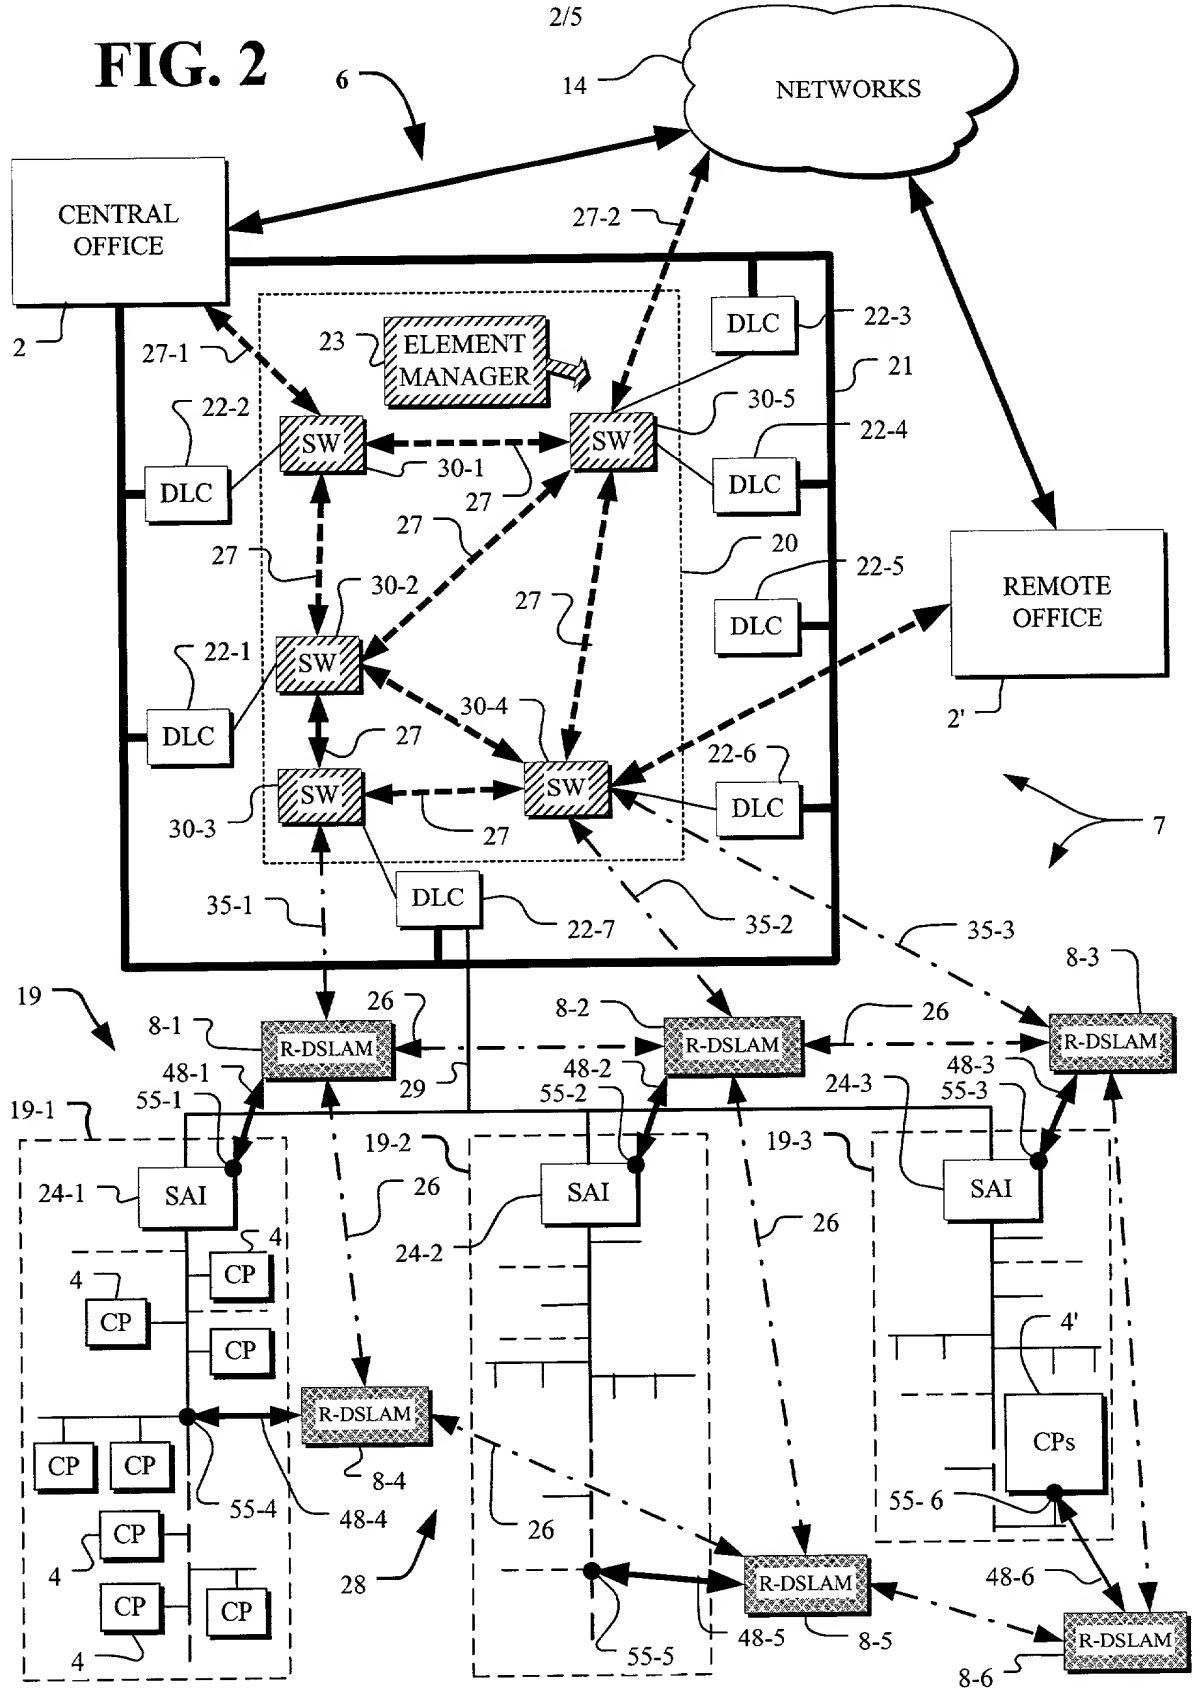 2/5
FIG. 2
6
14
NETWORKS
CENTRAL
OFFICE
27-2
2
27-1
23
ELEMENT
MANAGER
DLC
22-3
21
22-2
SW
30-1
27
SW
30-5
22-4
DLC
DLC
27
27
30-2
20
22-5
REMOTE
OFFICE
27
DLC
22-1
SW
DLC
30-4
2'
27
22-6
SW
30-3
27
SW
DLC
7
35-1
DLC
22-7
35-2
35-3
8-3
19
8-1
26
8-2
26
R-DSLAM
R-DSLAM
R-DSLAM
48-1
29
48-2
48-3
19-1
55-1
55-2
24-3
55-3
19-2
19-3
24-1
SAI
26
SAI
24-2
26
SAI
4
CP
4
CP
CP
4'
R-DSLAM
CPs
CP
CP
8-4
55-4
48-4
26
55-6
4
CP
28
R-DSLAM
48-6
CP
CP
4
55-5
48-5
8-5
R-DSLAM
8-6